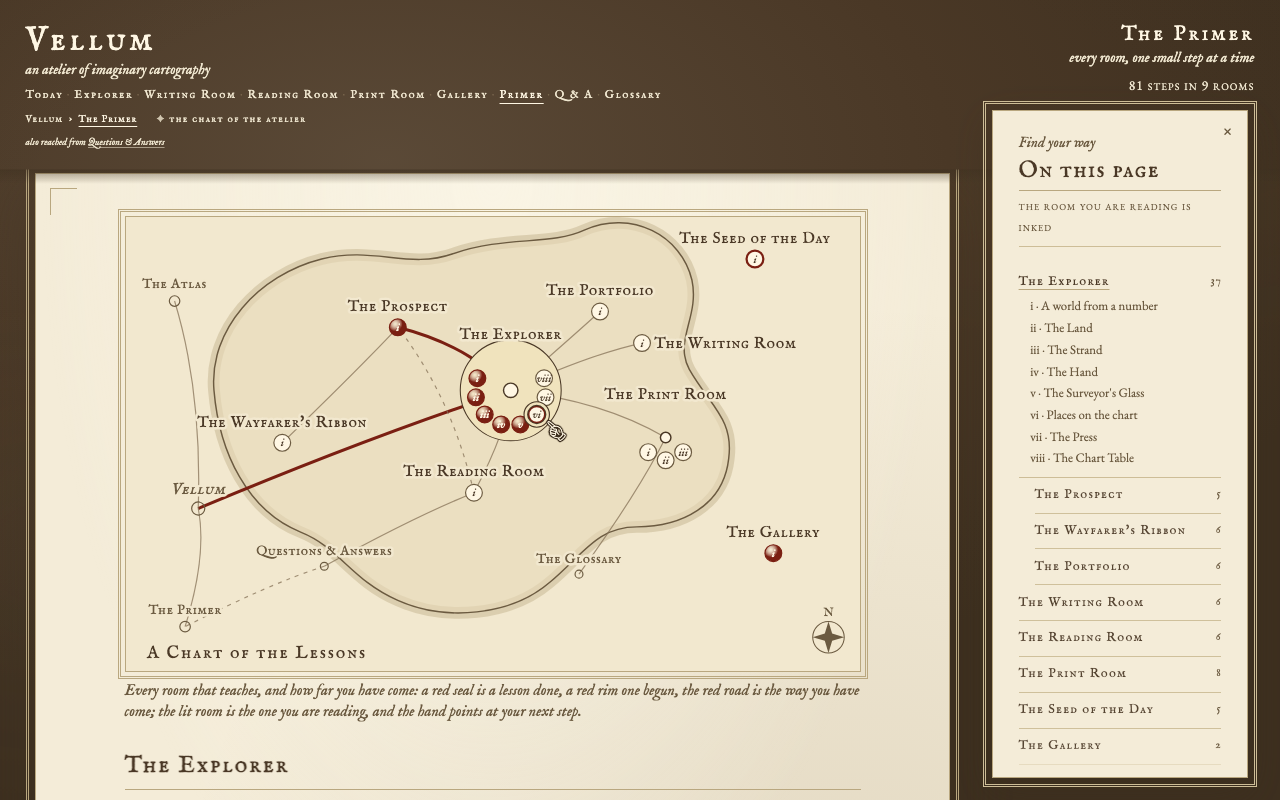 Vellum
an atelier of imaginary cartography
Today · Explorer · Writing Room · Reading Room · Print Room · Gallery · Primer · Q & A · Glossary
Vellum › The Primer ✦ the chart of the atelier
also reached from Questions & Answers
The Primer
every room, one small step at a time
81 steps in 9 rooms
The Seed of the Day
i
The Atlas
The Portfolio
i
The Prospect
i
The Explorer
i The Writing Room
i
ii
iii
iv
v
vi
vii
viii
The Print Room
i
ii
iii
The Wayfarer's Ribbon
i
The Reading Room
i
Vellum
The Gallery
i
Questions & Answers
The Glossary
The Primer
N
A Chart of the Lessons
Every room that teaches, and how far you have come: a red seal is a lesson done, a red rim one begun, the red road is the way you have
come; the lit room is the one you are reading, and the hand points at your next step.
The Explorer
×
Find your way
On this page
the room you are reading is
inked
The Explorer 37
i · A world from a number
ii · The Land
iii · The Strand
iv · The Hand
v · The Surveyor's Glass
vi · Places on the chart
vii · The Press
viii · The Chart Table
The Prospect 5
The Wayfarer's Ribbon 6
The Portfolio 6
The Writing Room 6
The Reading Room 6
The Print Room 8
The Seed of the Day 5
The Gallery 2